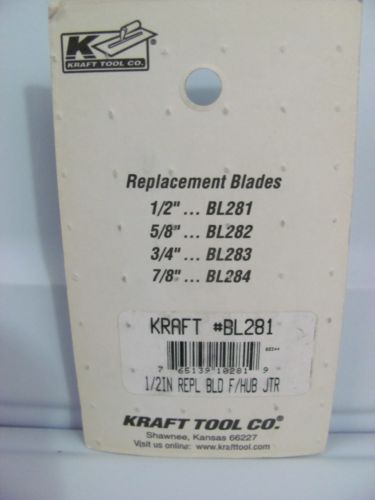 K
KRAFT TOOL CO.®
Replacement Blades
1/2" ... BL281
5/8" ... BL282
3/4" ... BL283
7/8" ... BL284
KRAFT #BL281
7 65139 10281 9
1/2IN REPL BLD F/HUB JTR
KRAFT TOOL CO.®
Shawnee, Kansas 66227
Visit us online: www.krafttool.com